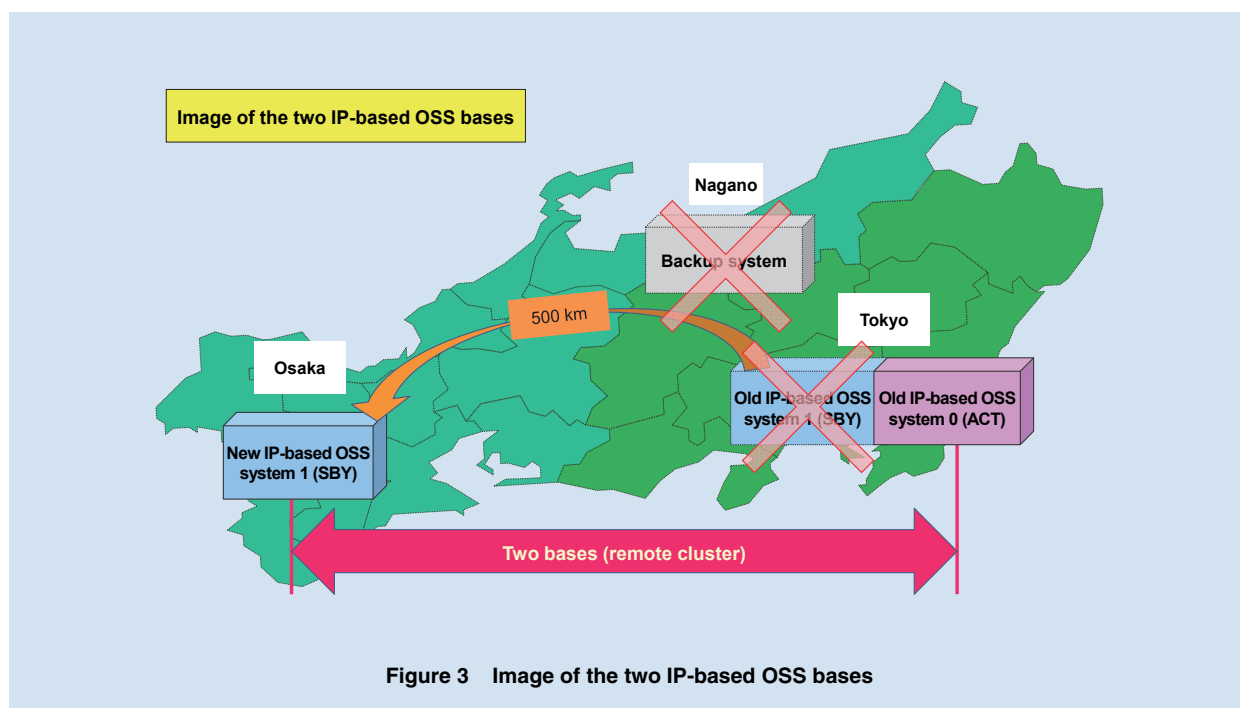 Image of the two IP-based OSS bases
Nagano
Backup system
500 km
Tokyo
Osaka
Old IP-based OSS
system 1 (SBY)
Old IP-based OSS
system 0 (ACT)
New IP-based OSS
system 1 (SBY)
Two bases (remote cluster)
Figure 3 Image of the two IP-based OSS bases